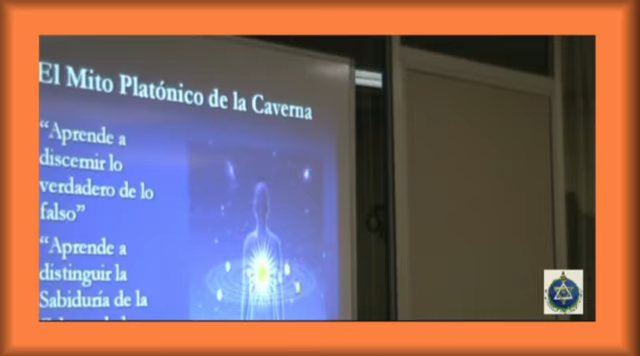 El Mito Platónico de la Caverna
“Aprende a
discernir lo
verdadero de lo
falso”
“Aprende a
distinguir la
Sabiduría de la